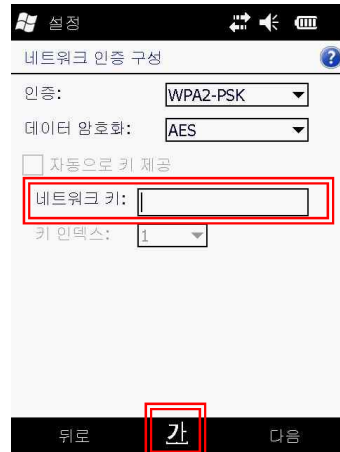 설정
네트워크 인증 구성
인증: WPA2-PSK
데이터 암호화: AES
자동으로 키 제공
네트워크 키:
키 인덱스: 1
뒤로 가 다음